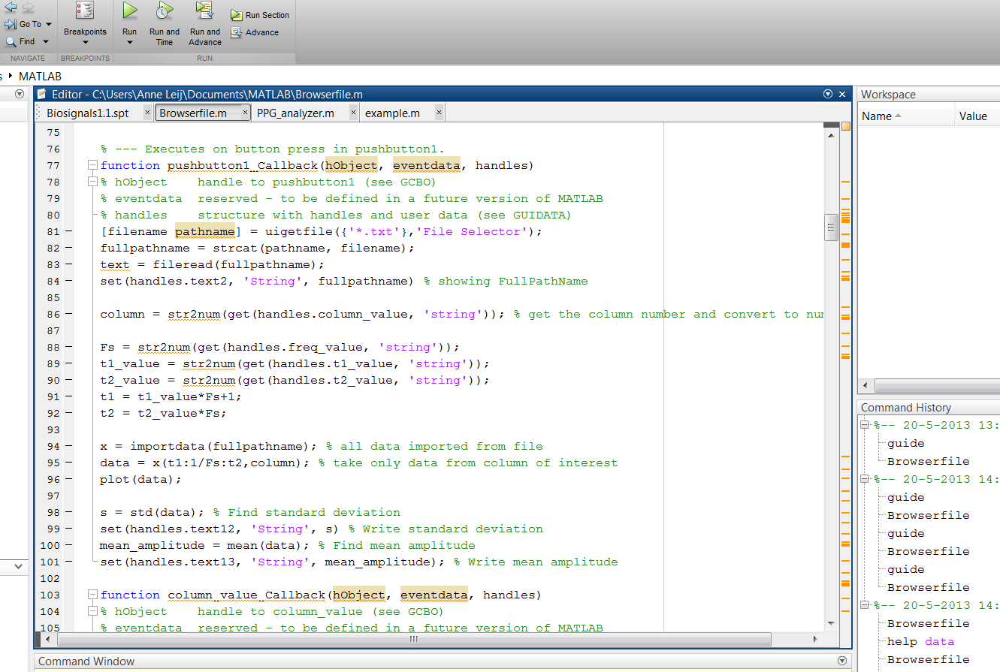 Go To
Find
NAVIGATE
Breakpoints
BREAKPOINTS
Run
Run and
Time
Run and
Advance
Run Section
Advance
RUN
s ▸ MATLAB
Editor - C:\Users\Anne Leij\Documents\MATLAB\Browserfile.m
Biosignals1.1.spt × Browserfile.m × PPG_analyzer.m × example.m ×
75
76 % --- Executes on button press in pushbutton1.
77 function pushbutton1_Callback(hObject, eventdata, handles)
78 % hObject    handle to pushbutton1 (see GCBO)
79 % eventdata  reserved - to be defined in a future version of MATLAB
80 % handles    structure with handles and user data (see GUIDATA)
81 — [filename pathname] = uigetfile({'*.txt'},'File Selector');
82 — fullpathname = strcat(pathname, filename);
83 — text = fileread(fullpathname);
84 — set(handles.text2, 'String', fullpathname) % showing FullPathName
85
86 — column = str2num(get(handles.column_value, 'string')); % get the column number and convert to nu
87
88 — Fs = str2num(get(handles.freq_value, 'string'));
89 — t1_value = str2num(get(handles.t1_value, 'string'));
90 — t2_value = str2num(get(handles.t2_value, 'string'));
91 — t1 = t1_value*Fs+1;
92 — t2 = t2_value*Fs;
93
94 — x = importdata(fullpathname); % all data imported from file
95 — data = x(t1:1/Fs:t2,column); % take only data from column of interest
96 — plot(data);
97
98 — s = std(data); % Find standard deviation
99 — set(handles.text12, 'String', s) % Write standard deviation
100 — mean_amplitude = mean(data); % Find mean amplitude
101 — set(handles.text13, 'String', mean_amplitude); % Write mean amplitude
102
103 function column_value_Callback(hObject, eventdata, handles)
104 % hObject    handle to column_value (see GCBO)
105 % eventdata  reserved - to be defined in a future version of MATLAB
Command Window
Workspace
Name Value
Command History
%-- 20-5-2013 13:
guide
Browserfile
%-- 20-5-2013 14:
guide
Browserfile
guide
Browserfile
guide
Browserfile
%-- 20-5-2013 14:
Browserfile
help data
Browserfile